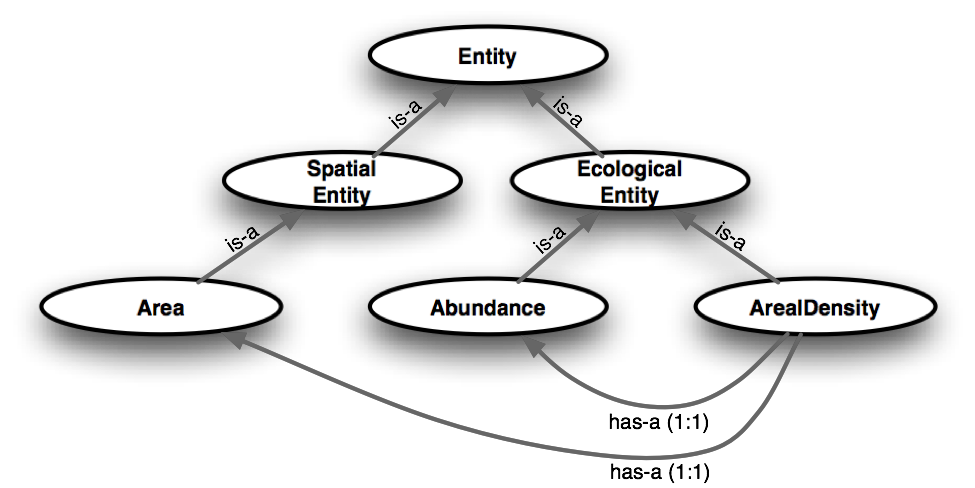 Entity
is-a
is-a
Spatial
Entity
Ecological
Entity
is-a
is-a
is-a
Area
Abundance
ArealDensity
has-a (1:1)
has-a (1:1)